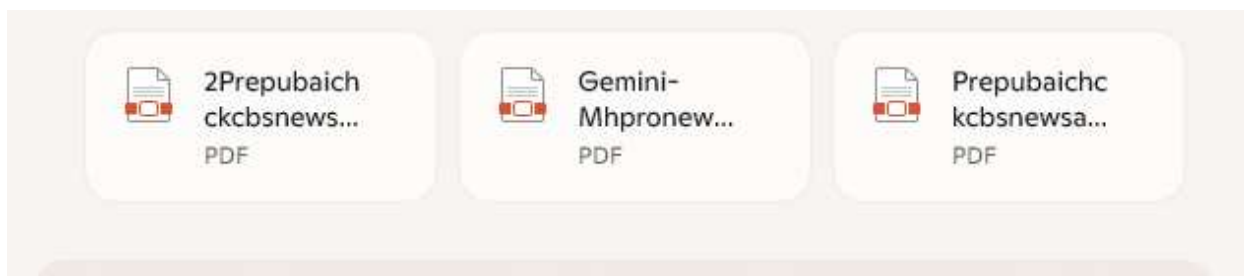 2Prepubaich
ckcbsnews...
PDF
Gemini-
Mhpronew...
PDF
Prepubaichc
kcbsnewsa...
PDF